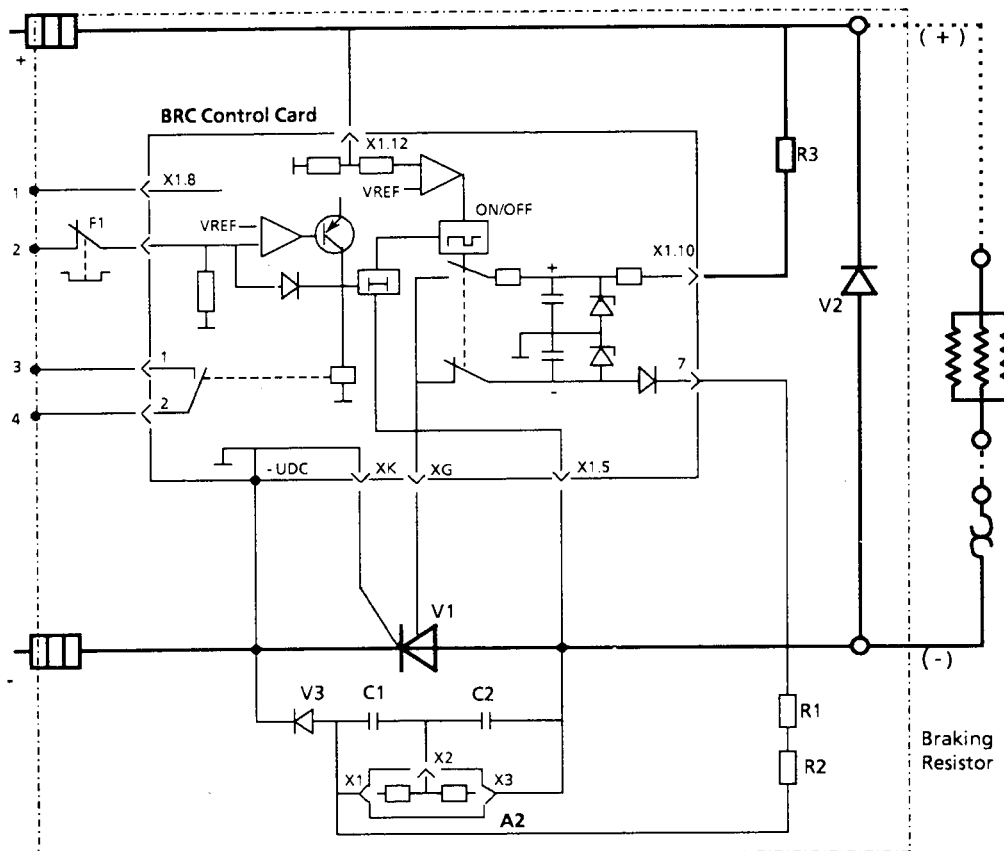 (+)
+
BRC Control Card
X1.12
R3
1
X1.8
VREF
ON/OFF
F1
VREF
2
X1.10
+
V2
3
1
7
4
2
-
- UDC
XK
XG
X1.5
V1
-
(-)
V3
C1
C2
R1
X2
Braking
Resistor
X1
X3
R2
A2